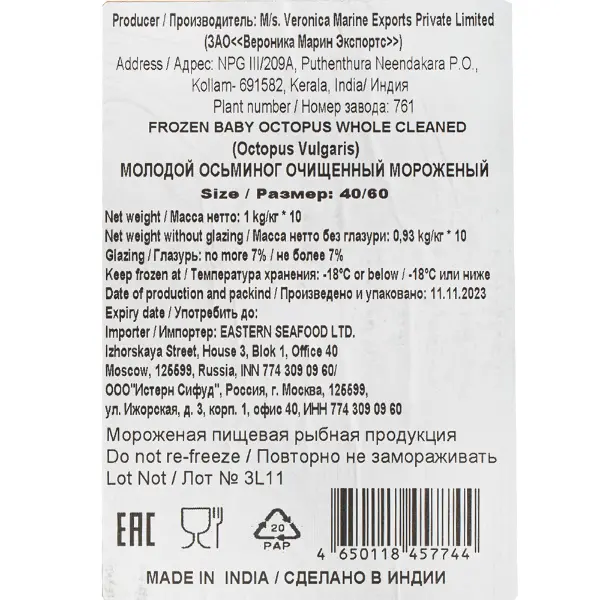 Producer / Производитель: M/s. Veronica Marine Exports Private Limited
(ЗАО<<Вероника Марин Экспортс>>)
Address / Адрес: NPG III/209A, Puthenthura Neendakara P.O.,
Kollam- 691582, Kerala, India/ Индия
Plant number / Номер завода: 761
FROZEN BABY OCTOPUS WHOLE CLEANED
(Octopus Vulgaris)
МОЛОДОЙ ОСЬМИНОГ ОЧИЩЕННЫЙ МОРОЖЕНЫЙ
Size / Размер: 40/60
Net weight / Масса нетто: 1 kg/кг * 10
Net weight without glazing / Масса нетто без глазури: 0,93 kg/кг * 10
Glazing / Глазурь: no more 7% / не более 7%
Keep frozen at / Температура хранения: -18°C or below / -18°C или ниже
Date of production and packind / Произведено и упаковано: 11.11.2023
Expiry date / Употребить до:
Importer / Импортер: EASTERN SEAFOOD LTD.
Izhorskaya Street, House 3, Blok 1, Office 40
Moscow, 125599, Russia, INN 774 309 09 60/
ООО"Истерн Сифуд", Россия, г. Москва, 125599,
ул. Ижорская, д. 3, корп. 1, офис 40, ИНН 774 309 09 60
Мороженая пищевая рыбная продукция
Do not re-freeze / Повторно не замораживать
Lot Not / Лот № 3L11
EAC
20
PAP
4 650118 457744
MADE IN INDIA / СДЕЛАНО В ИНДИИ